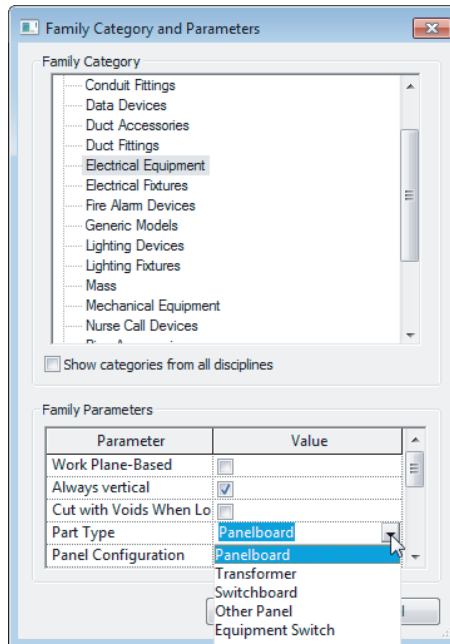 Family Category and Parameters
Family Category
Conduit Fittings
Data Devices
Duct Accessories
Duct Fittings
Electrical Equipment
Electrical Fixtures
Fire Alarm Devices
Generic Models
Lighting Devices
Lighting Fixtures
Mass
Mechanical Equipment
Nurse Call Devices
Show categories from all disciplines
Family Parameters
Parameter Value
Work Plane-Based
Always vertical
Cut with Voids When Lo
Part Type Panelboard
Panel Configuration Panelboard
Transformer
Switchboard
Other Panel
Equipment Switch